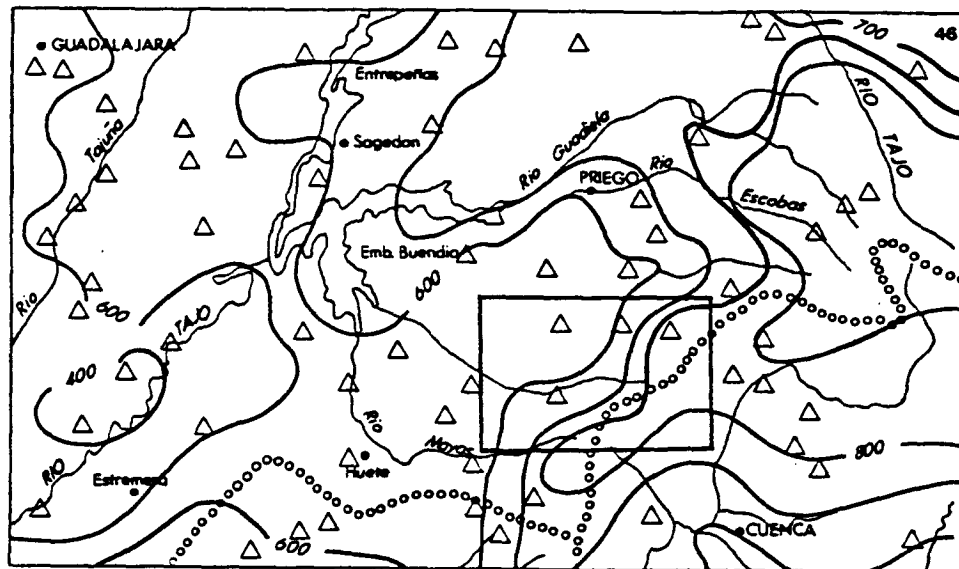 GUADALAJARA
Entrepeñas
700
46
RIO
TAJO
Tajuña
Sagedon
Rio Guadiela
PRIEGO
Rio
Escobas
Emb. Buendia
600
Rio
600
TAJO
400
RIO
Estremera
Rio
Mayos
Huete
800
600
CUENCA